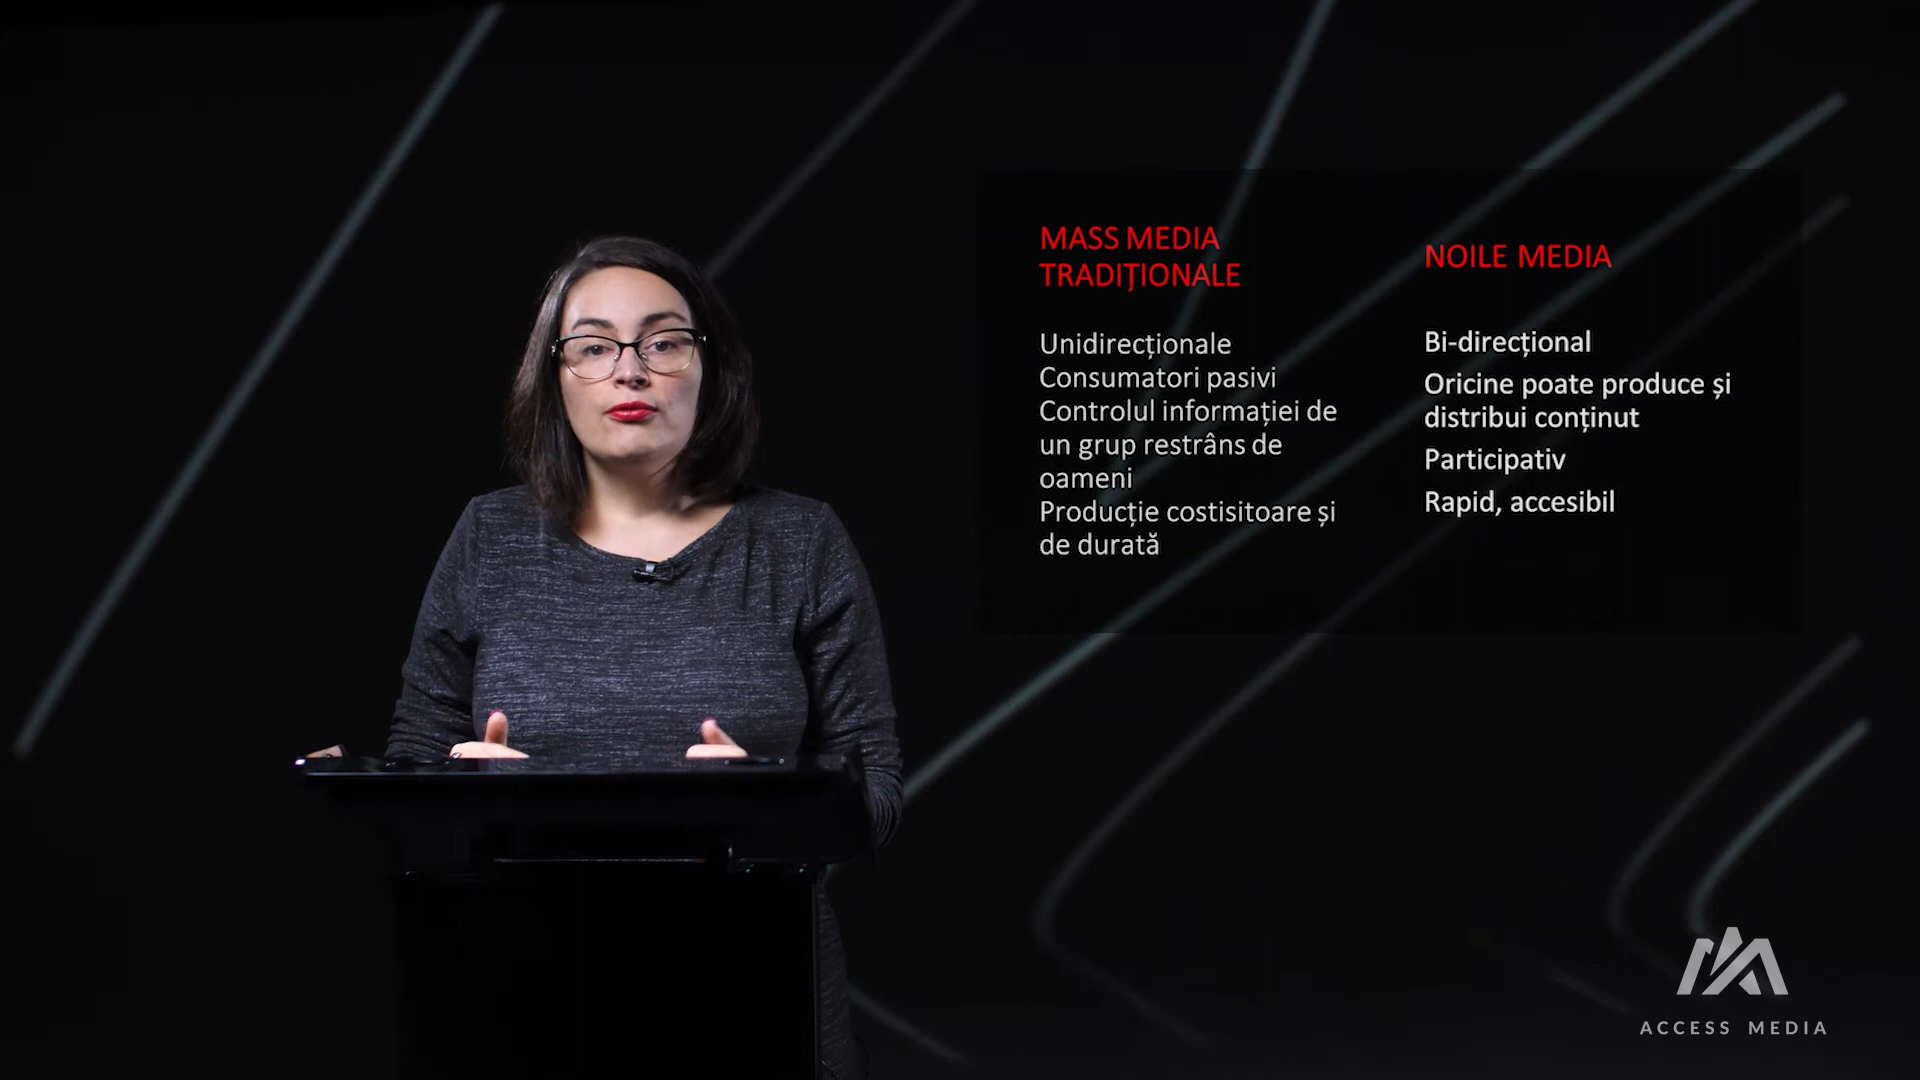 MASS MEDIA
TRADIȚIONALE
Unidirecționale
Consumatori pasivi
Controlul informației de
un grup restrâns de
oameni
Producție costisitoare și
de durată
NOILE MEDIA
Bi-direcțional
Oricine poate produce și
distribui conținut
Participativ
Rapid, accesibil
ACCESS MEDIA